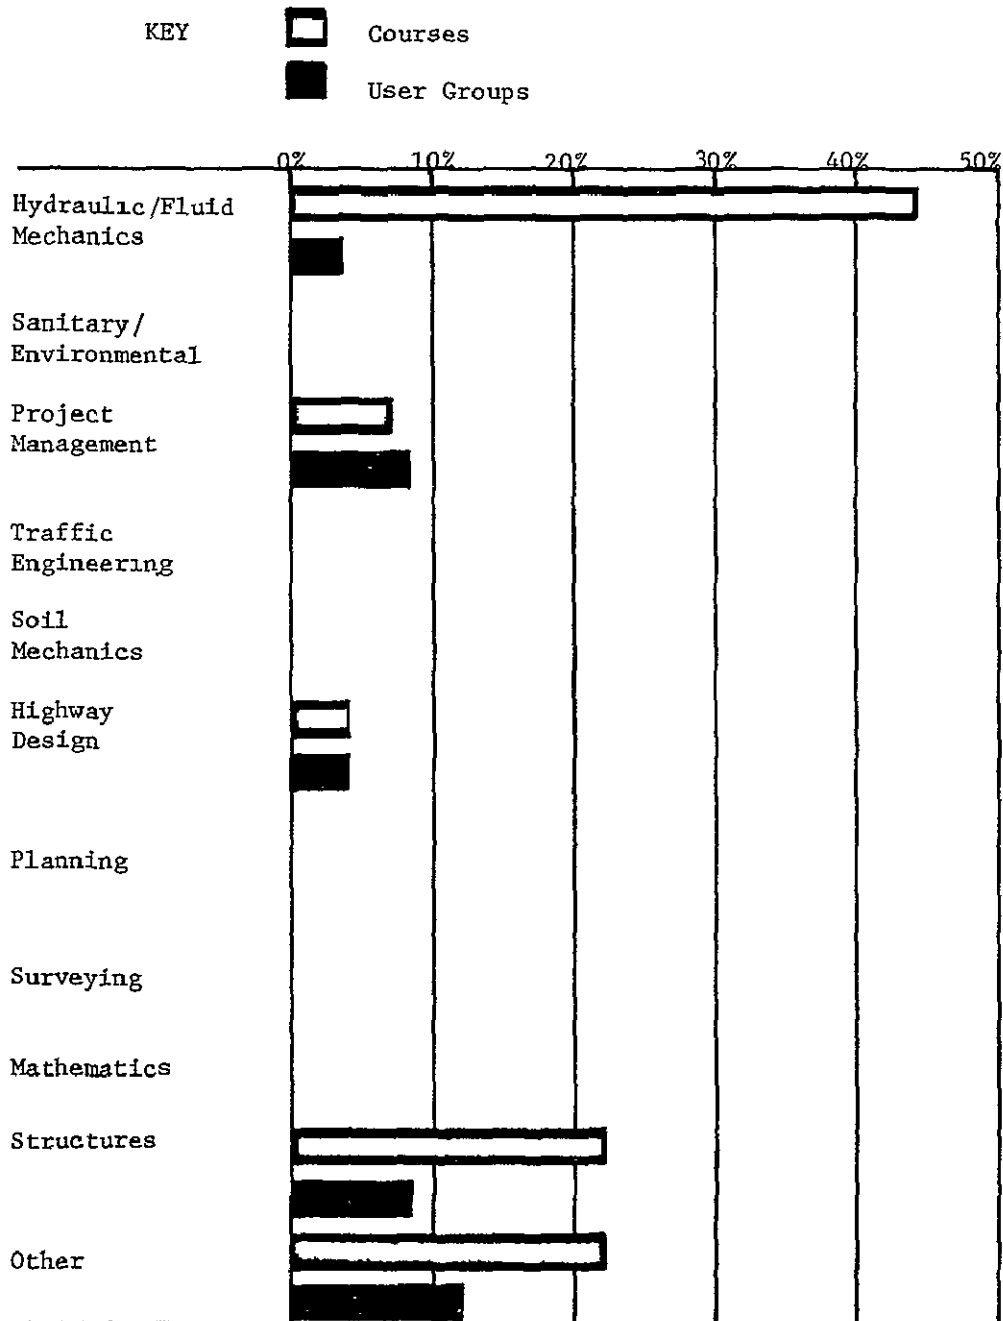 KEY
Courses
User Groups
0% 10% 20% 30% 40% 50%
Hydraulic/Fluid
Mechanics
Sanitary/
Environmental
Project
Management
Traffic
Engineering
Soil
Mechanics
Highway
Design
Planning
Surveying
Mathematics
Structures
Other